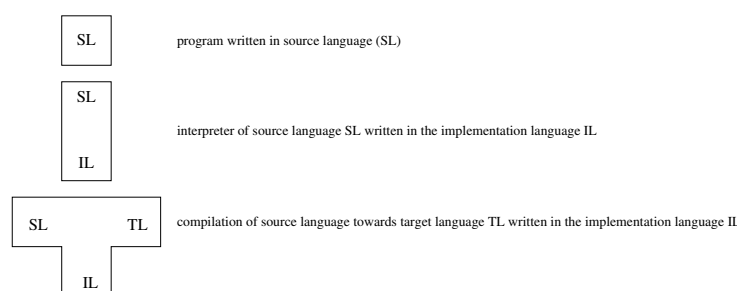 SL
program written in source language (SL)
SL
interpreter of source language SL written in the implementation language IL
IL
SL TL
compilation of source language towards target language TL written in the implementation language IL
IL